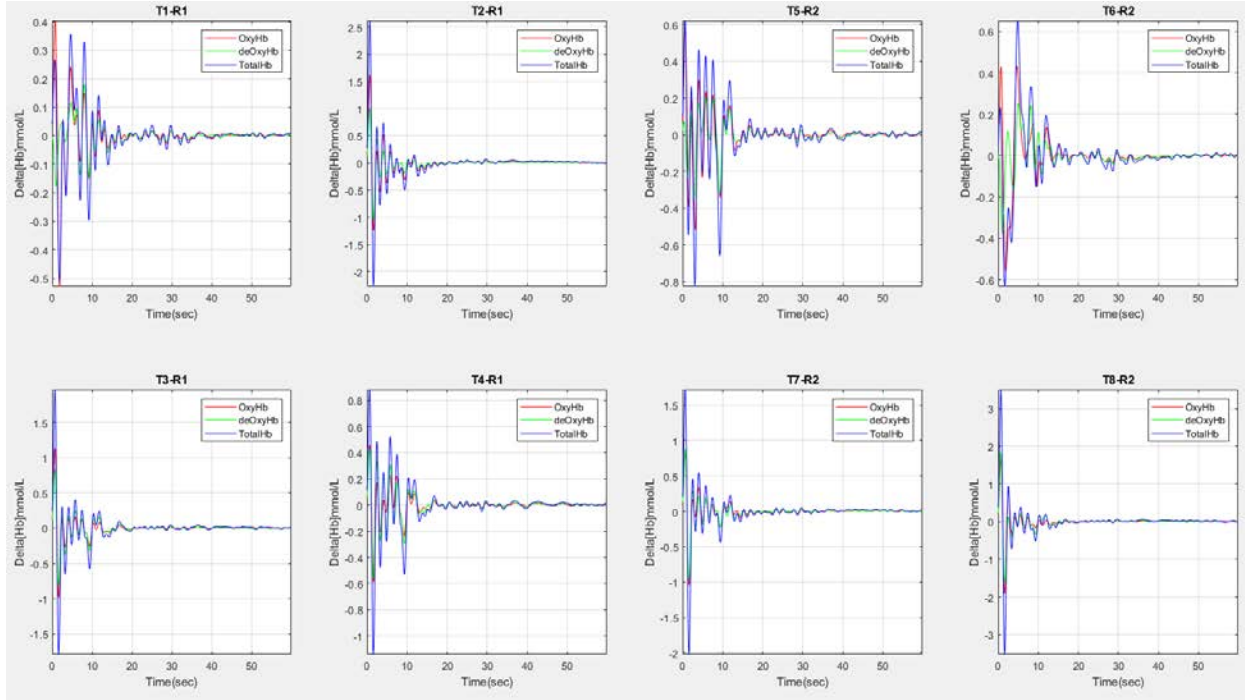 T1-R1
0.4
0.3
0.2
0.1
0
-0.1
-0.2
-0.3
-0.4
-0.5
Delta[Hb]mmol/L
OxyHb
deOxyHb
TotalHb
0 10 20 30 40 50
Time(sec)
T2-R1
2.5
2
1.5
1
0.5
0
-0.5
-1
-1.5
-2
Delta[Hb]mmol/L
OxyHb
deOxyHb
TotalHb
0 10 20 30 40 50
Time(sec)
T5-R2
0.6
0.4
0.2
0
-0.2
-0.4
-0.6
-0.8
Delta[Hb]mmol/L
OxyHb
deOxyHb
TotalHb
0 10 20 30 40 50
Time(sec)
T6-R2
0.6
0.4
0.2
0
-0.2
-0.4
-0.6
Delta[Hb]mmol/L
OxyHb
deOxyHb
TotalHb
0 10 20 30 40 50
Time(sec)
T3-R1
1.5
1
0.5
0
-0.5
-1
-1.5
Delta[Hb]mmol/L
OxyHb
deOxyHb
TotalHb
0 10 20 30 40 50
Time(sec)
T4-R1
0.8
0.6
0.4
0.2
0
-0.2
-0.4
-0.6
-0.8
-1
Delta[Hb]mmol/L
OxyHb
deOxyHb
TotalHb
0 10 20 30 40 50
Time(sec)
T7-R2
1.5
1
0.5
0
-0.5
-1
-1.5
-2
Delta[Hb]mmol/L
OxyHb
deOxyHb
TotalHb
0 10 20 30 40 50
Time(sec)
T8-R2
3
2
1
0
-1
-2
-3
Delta[Hb]mmol/L
OxyHb
deOxyHb
TotalHb
0 10 20 30 40 50
Time(sec)